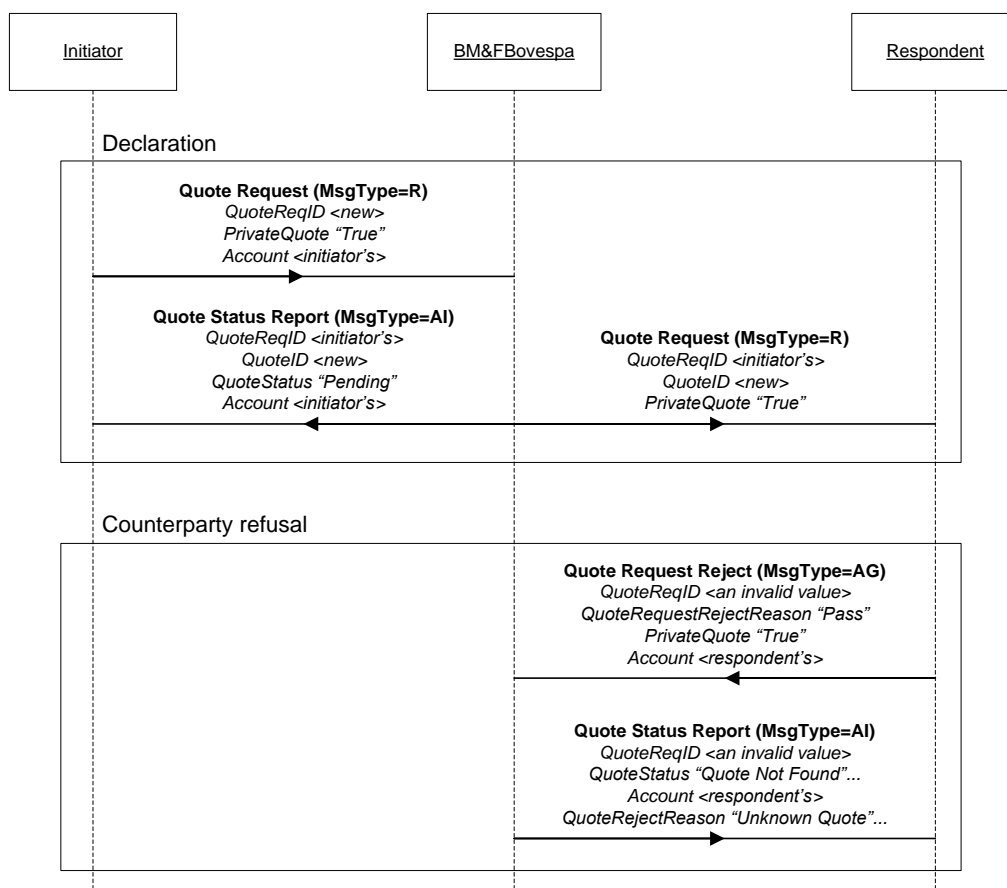 Initiator
BM&FBovespa
Respondent
Declaration
Quote Request (MsgType=R)
QuoteReqID <new>
PrivateQuote “True”
Account <initiator's>
Quote Status Report (MsgType=AI)
QuoteReqID <initiator's>
QuoteID <new>
QuoteStatus “Pending”
Account <initiator's>
Quote Request (MsgType=R)
QuoteReqID <initiator's>
QuoteID <new>
PrivateQuote “True”
Counterparty refusal
Quote Request Reject (MsgType=AG)
QuoteReqID <an invalid value>
QuoteRequestRejectReason “Pass”
PrivateQuote “True”
Account <respondent's>
Quote Status Report (MsgType=AI)
QuoteReqID <an invalid value>
QuoteStatus “Quote Not Found”...
Account <respondent's>
QuoteRejectReason “Unknown Quote”...